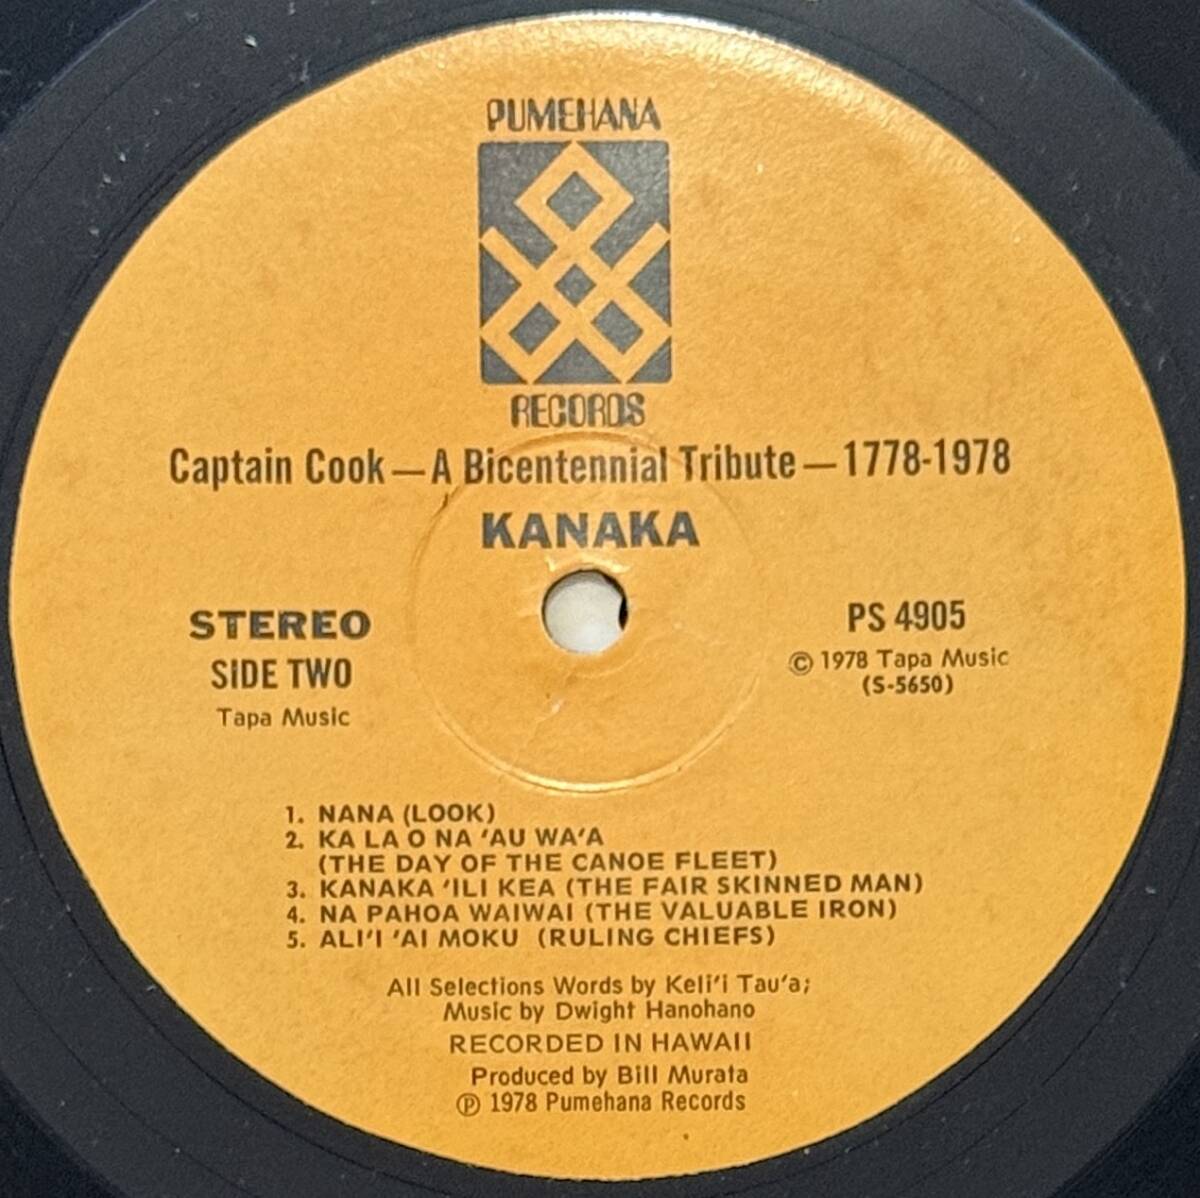 PUMEHANA
RECORDS
Captain Cook — A Bicentennial Tribute — 1778-1978
KANAKA
STEREO
SIDE TWO
Tapa Music
PS 4905
© 1978 Tapa Music
(S-5650)
1. NANA (LOOK)
2. KA LA O NA ‘AU WA‘A
(THE DAY OF THE CANOE FLEET)
3. KANAKA ‘ILI KEA (THE FAIR SKINNED MAN)
4. NA PAHOA WAIWAI (THE VALUABLE IRON)
5. ALI’I ‘AI MOKU (RULING CHIEFS)
All Selections Words by Keli’i Tau‘a;
Music by Dwight Hanohano
RECORDED IN HAWAII
Produced by Bill Murata
℗ 1978 Pumehana Records